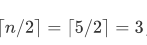 ⌈n/2⌉ = ⌈5/2⌉ = 3